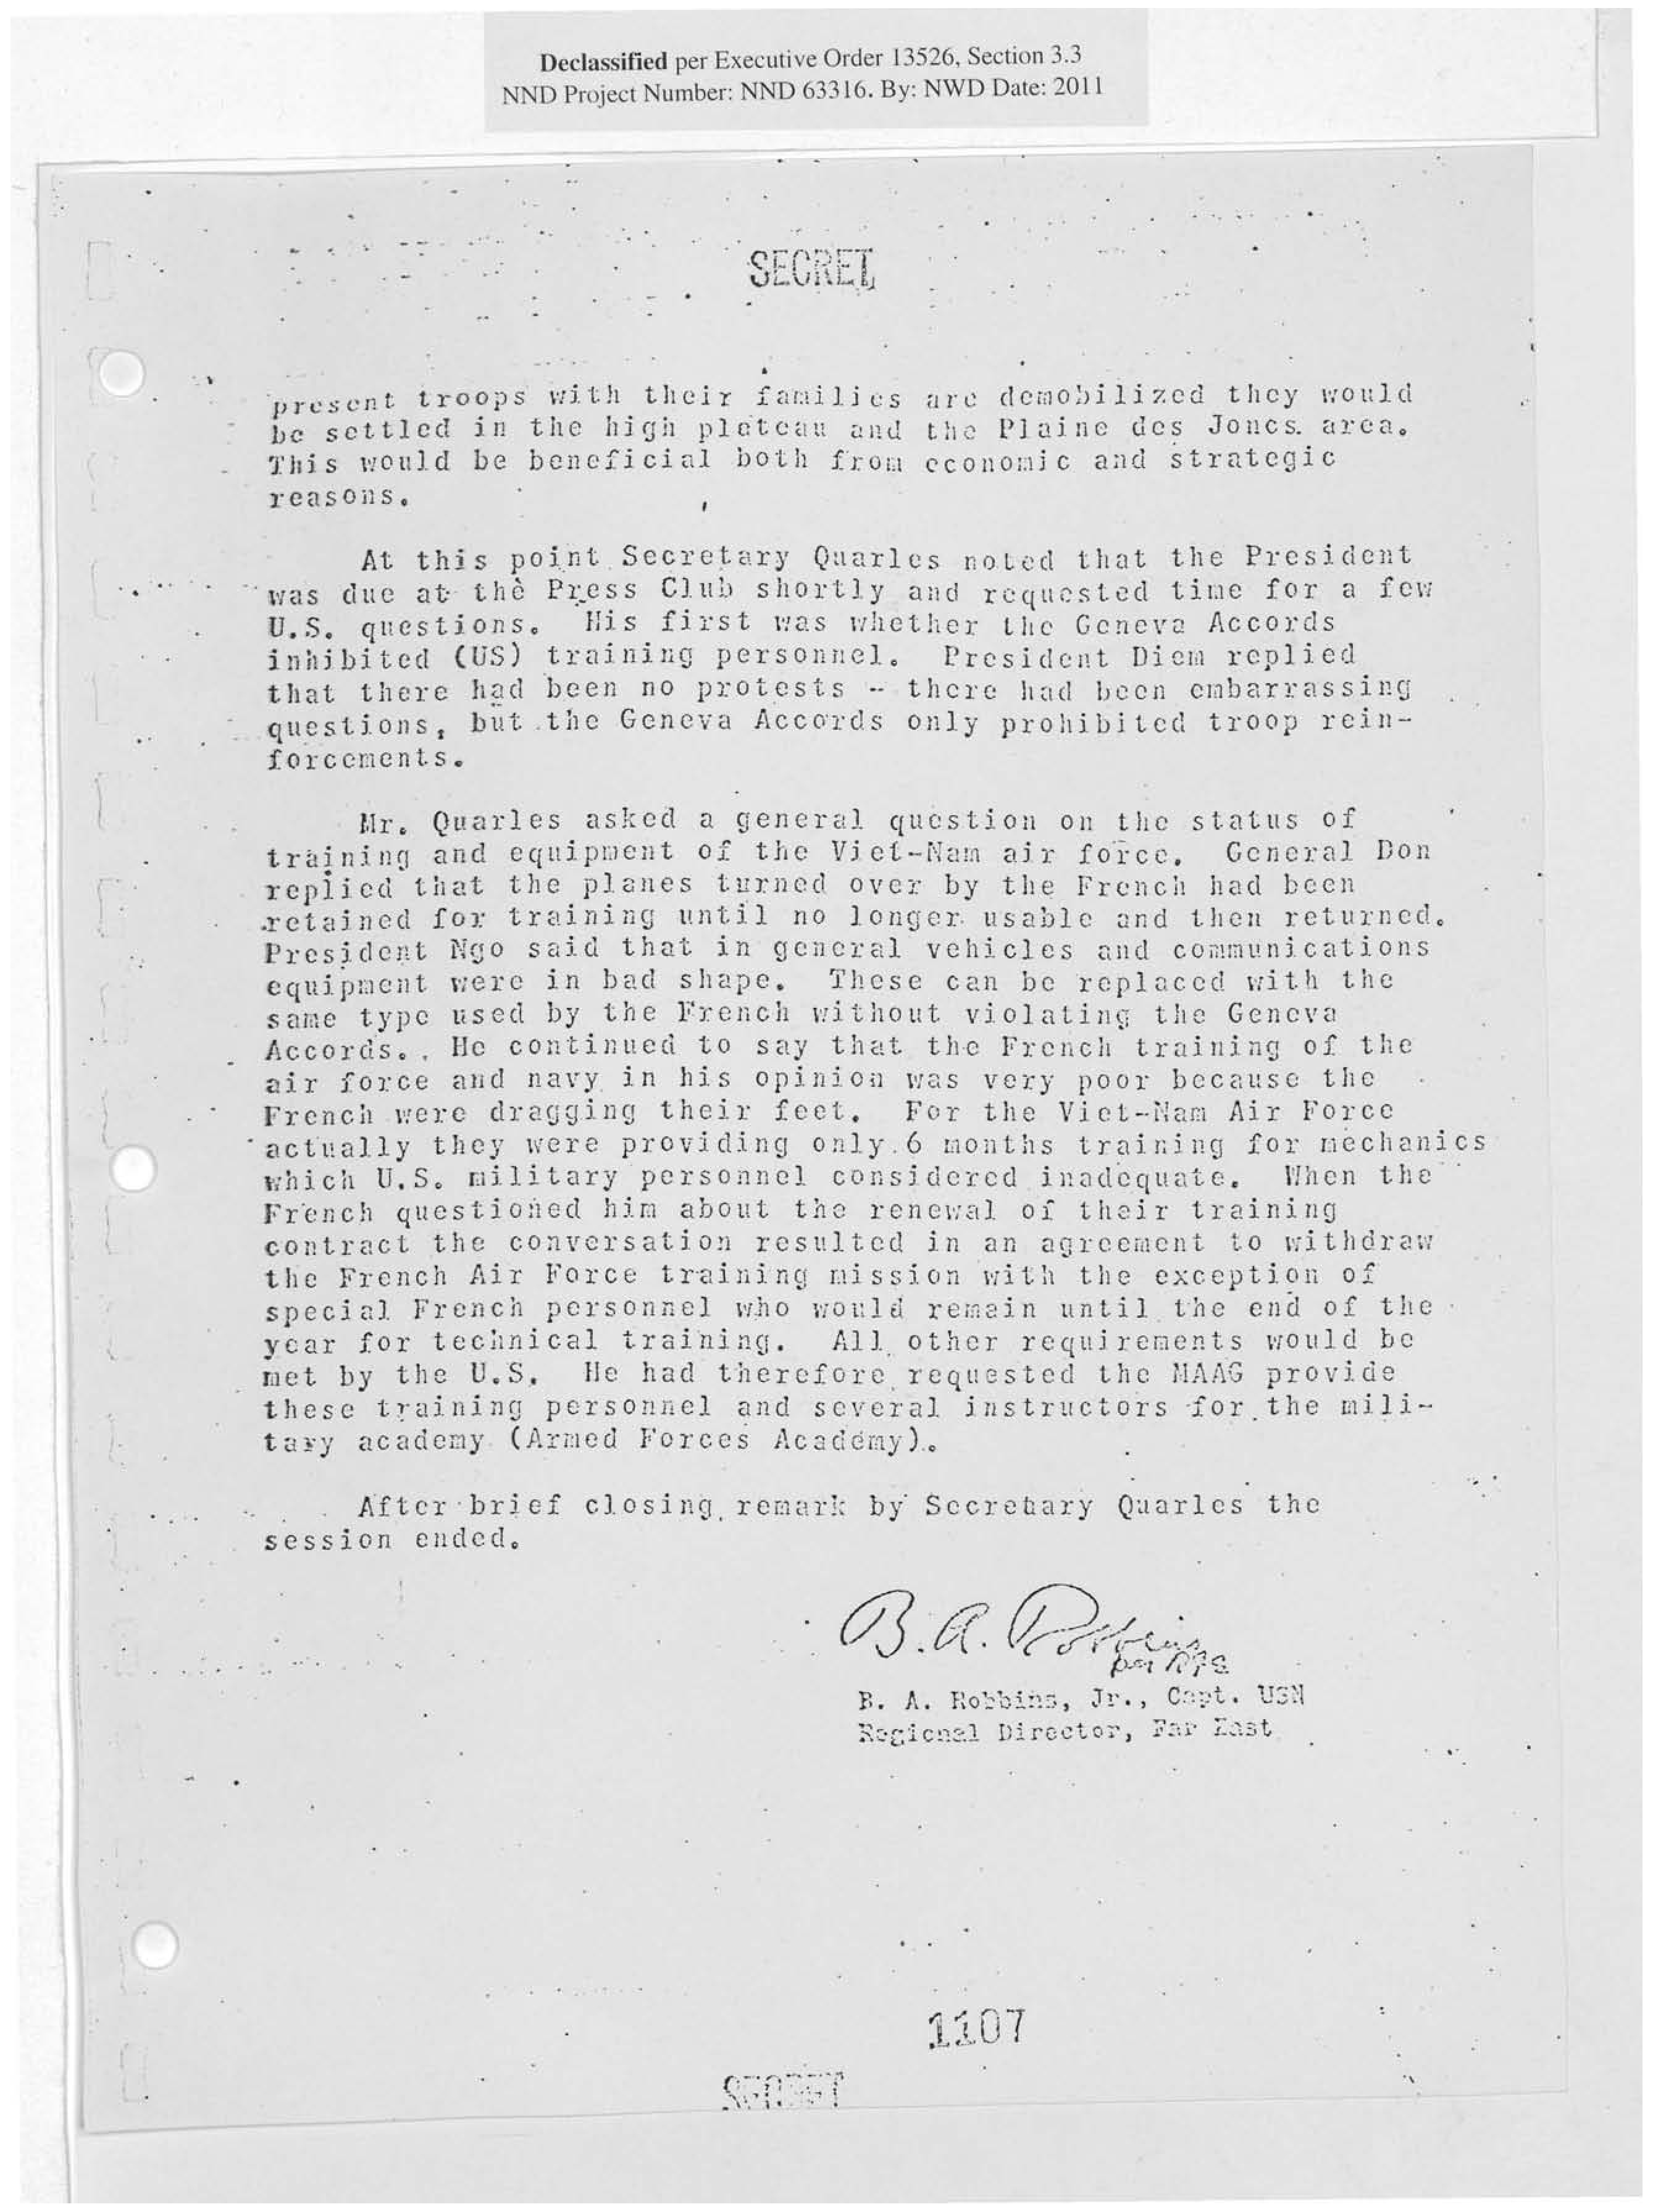 Declassified per Executive Order 13526, Section 3.3
NND Project Number: NND 63316. By: NWD Date: 2011
SECRET
present troops with their families are demobilized they would
be settled in the high plateau and the Plaine des Joncs area.
This would be beneficial both from economic and strategic
reasons.
At this point Secretary Quarles noted that the President
was due at the Press Club shortly and requested time for a few
U.S. questions. His first was whether the Geneva Accords
inhibited (US) training personnel. President Diem replied
that there had been no protests -- there had been embarrassing
questions, but the Geneva Accords only prohibited troop rein-
forcements.
Mr. Quarles asked a general question on the status of
training and equipment of the Viet-Nam air force. General Don
replied that the planes turned over by the French had been
retained for training until no longer usable and then returned.
President Ngo said that in general vehicles and communications
equipment were in bad shape. These can be replaced with the
same type used by the French without violating the Geneva
Accords. He continued to say that the French training of the
air force and navy in his opinion was very poor because the
French were dragging their feet. For the Viet-Nam Air Force
actually they were providing only 6 months training for mechanics
which U.S. military personnel considered inadequate. When the
French questioned him about the renewal of their training
contract the conversation resulted in an agreement to withdraw
the French Air Force training mission with the exception of
special French personnel who would remain until the end of the
year for technical training. All other requirements would be
met by the U.S. He had therefore requested the MAAG provide
these training personnel and several instructors for the mili-
tary academy (Armed Forces Academy).
After brief closing remark by Secretary Quarles the
session ended.
B. A. Robbins
B. A. Robbins, Jr., Capt. USN
Regional Director, Far East
1107
SECRET